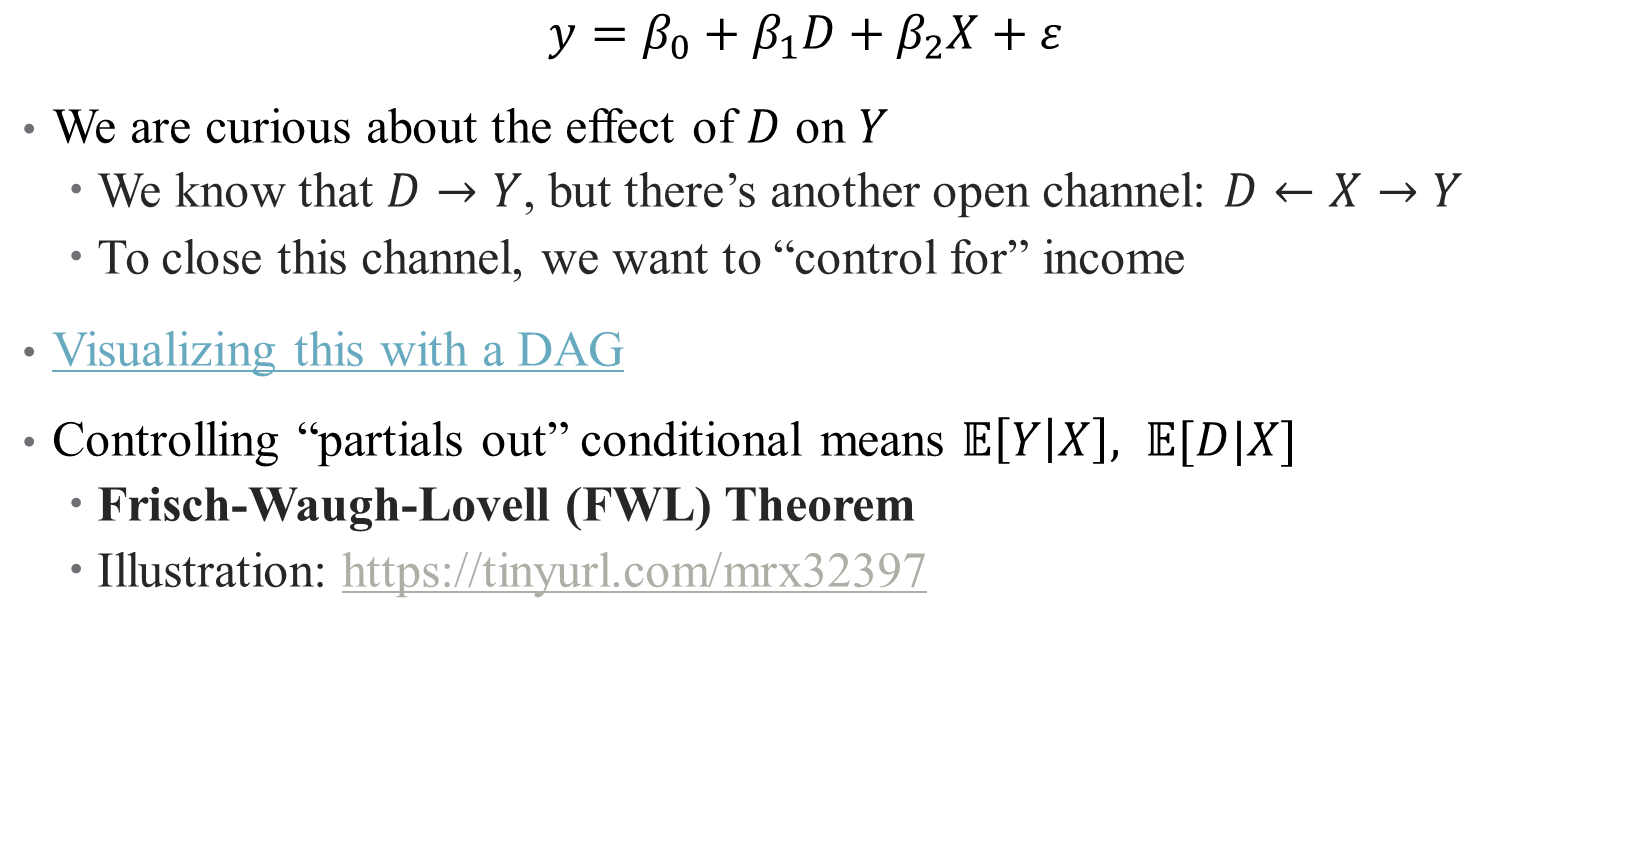 y = β₀ + β₁D + β₂X + ε
• We are curious about the effect of D on Y
• We know that D → Y, but there’s another open channel: D ← X → Y
• To close this channel, we want to “control for” income
• Visualizing this with a DAG
• Controlling “partials out” conditional means 𝔼[Y|X], 𝔼[D|X]
• Frisch-Waugh-Lovell (FWL) Theorem
• Illustration: https://tinyurl.com/mrx32397